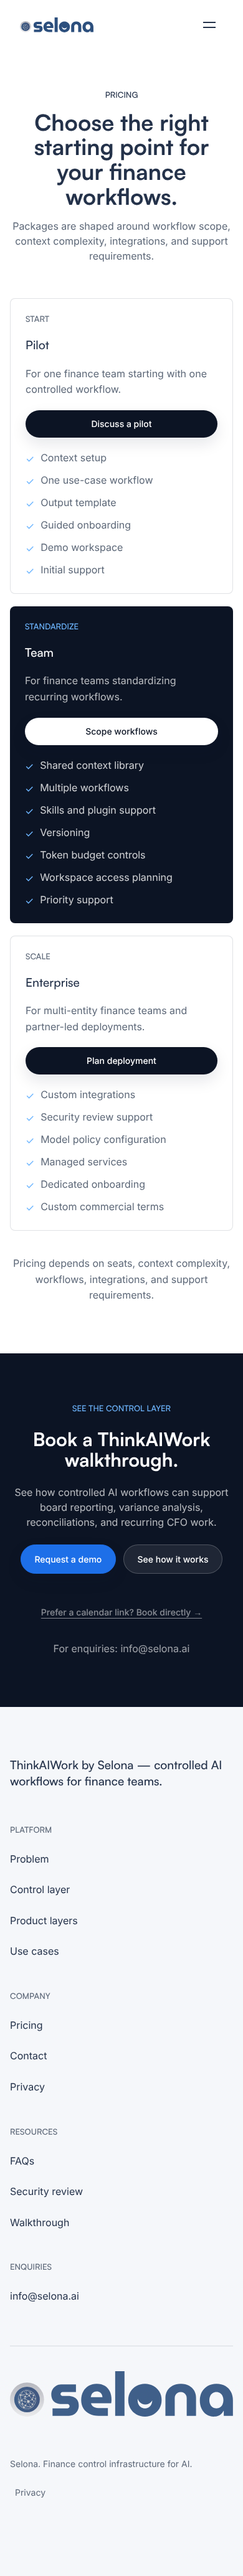 selona
PRICING
Choose the right
starting point for
your finance
workflows.
Packages are shaped around workflow scope,
context complexity, integrations, and support
requirements.
START
Pilot
For one finance team starting with one
controlled workflow.
Discuss a pilot
Context setup
One use-case workflow
Output template
Guided onboarding
Demo workspace
Initial support
STANDARDIZE
Team
For finance teams standardizing
recurring workflows.
Scope workflows
Shared context library
Multiple workflows
Skills and plugin support
Versioning
Token budget controls
Workspace access planning
Priority support
SCALE
Enterprise
For multi-entity finance teams and
partner-led deployments.
Plan deployment
Custom integrations
Security review support
Model policy configuration
Managed services
Dedicated onboarding
Custom commercial terms
Pricing depends on seats, context complexity,
workflows, integrations, and support
requirements.
SEE THE CONTROL LAYER
Book a ThinkAIWork
walkthrough.
See how controlled AI workflows can support
board reporting, variance analysis,
reconciliations, and recurring CFO work.
Request a demo
See how it works
Prefer a calendar link? Book directly →
For enquiries: info@selona.ai
ThinkAIWork by Selona — controlled AI
workflows for finance teams.
PLATFORM
Problem
Control layer
Product layers
Use cases
COMPANY
Pricing
Contact
Privacy
RESOURCES
FAQs
Security review
Walkthrough
ENQUIRIES
info@selona.ai
selona
Selona. Finance control infrastructure for AI.
Privacy